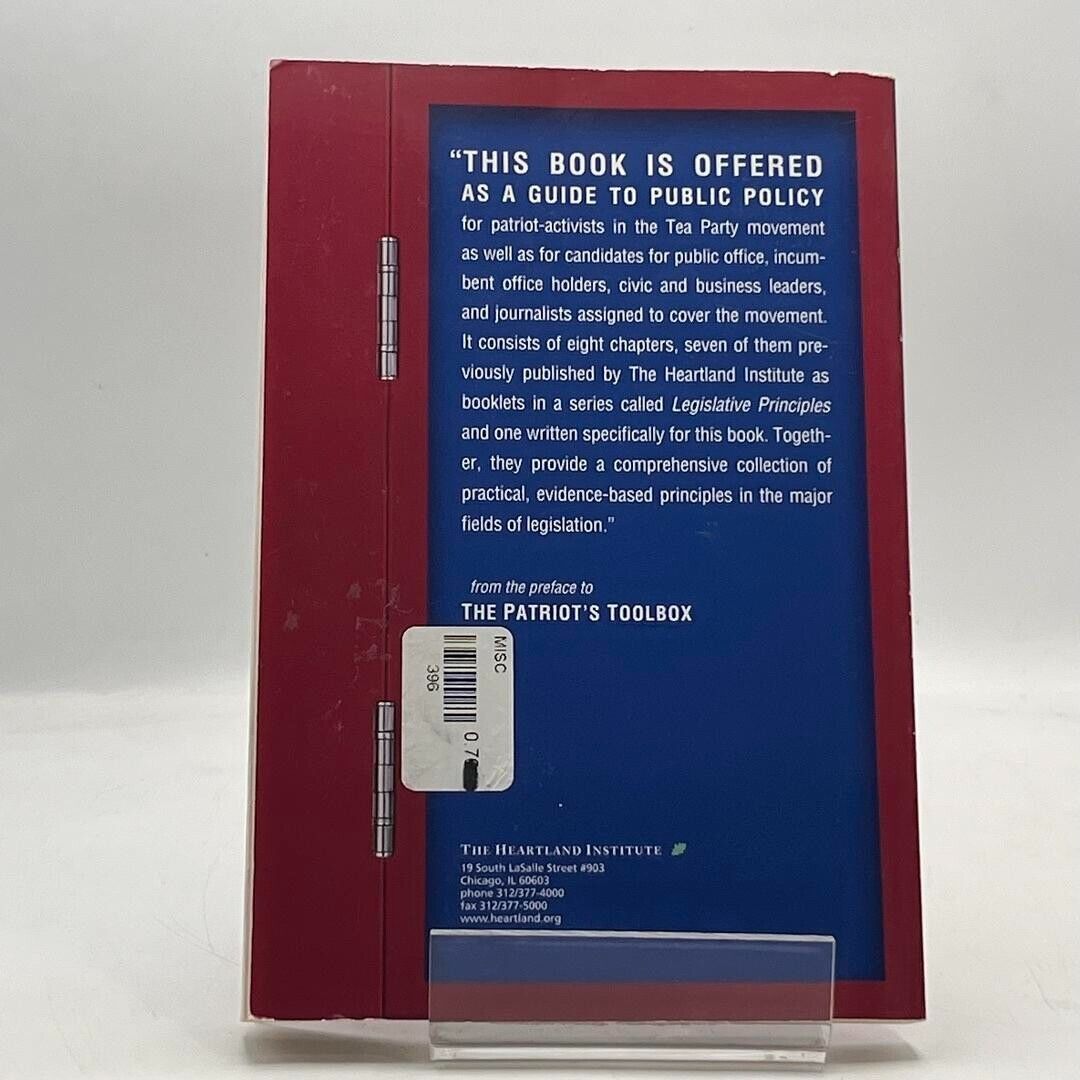 “THIS BOOK IS OFFERED
AS A GUIDE TO PUBLIC POLICY
for patriot-activists in the Tea Party movement
as well as for candidates for public office, incum-
bent office holders, civic and business leaders,
and journalists assigned to cover the movement.
It consists of eight chapters, seven of them pre-
viously published by The Heartland Institute as
booklets in a series called Legislative Principles
and one written specifically for this book. Togeth-
er, they provide a comprehensive collection of
practical, evidence-based principles in the major
fields of legislation.”
from the preface to
THE PATRIOT’S TOOLBOX
MISC
396
THE HEARTLAND INSTITUTE
19 South LaSalle Street #903
Chicago, IL 60603
phone 312/377-4000
fax 312/377-5000
www.heartland.org